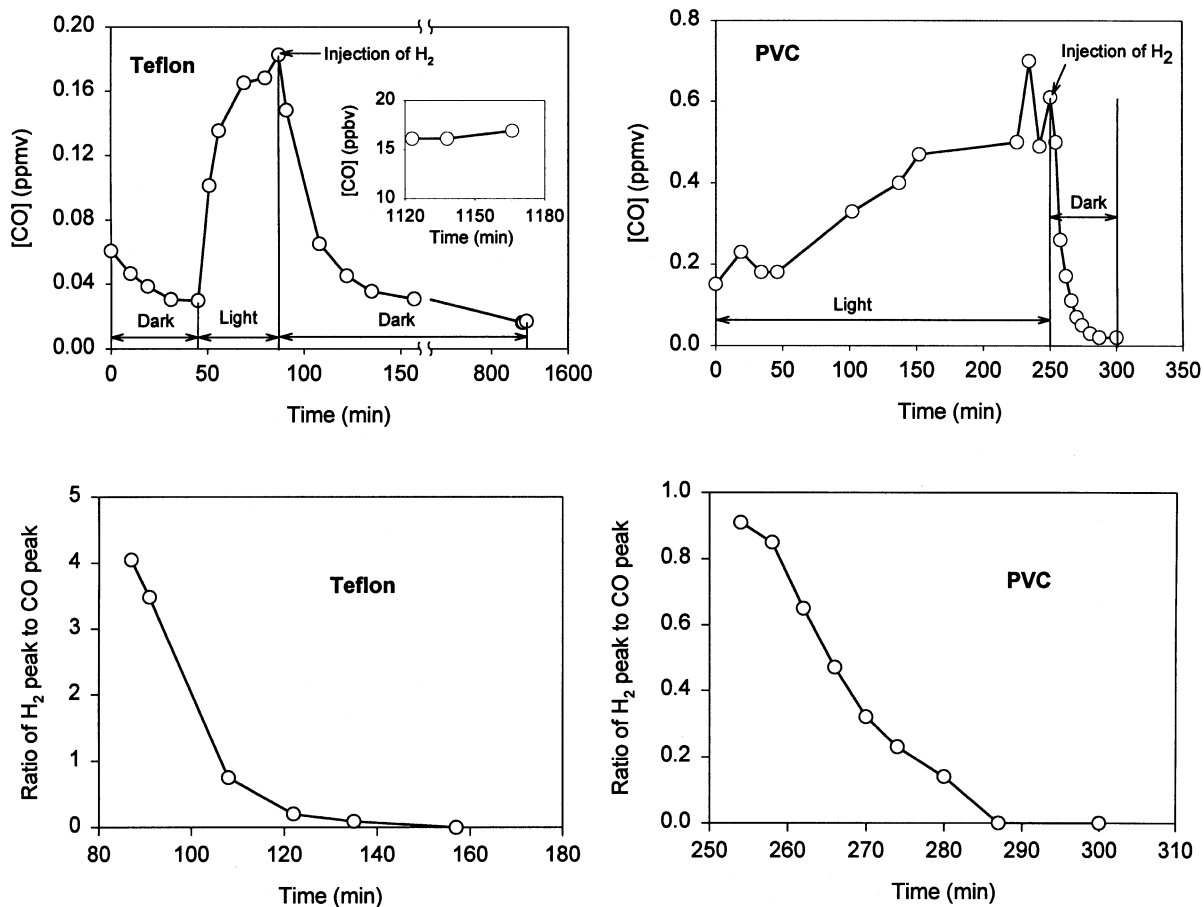 [CO] (ppmv)
0.20
0.16
0.12
0.08
0.04
0.00
Teflon
Injection of H2
[CO] (ppbv)
20
15
10
1120 1150 1180
Time (min)
Dark
Light
Dark
0 50 100 150 800 1600
Time (min)
[CO] (ppmv)
0.8
0.6
0.4
0.2
0.0
PVC
Injection of H2
Dark
Light
0 50 100 150 200 250 300 350
Time (min)
Ratio of H2 peak to CO peak
5
4
3
2
1
0
Teflon
80 100 120 140 160 180
Time (min)
Ratio of H2 peak to CO peak
1.0
0.8
0.6
0.4
0.2
0.0
PVC
250 260 270 280 290 300 310
Time (min)